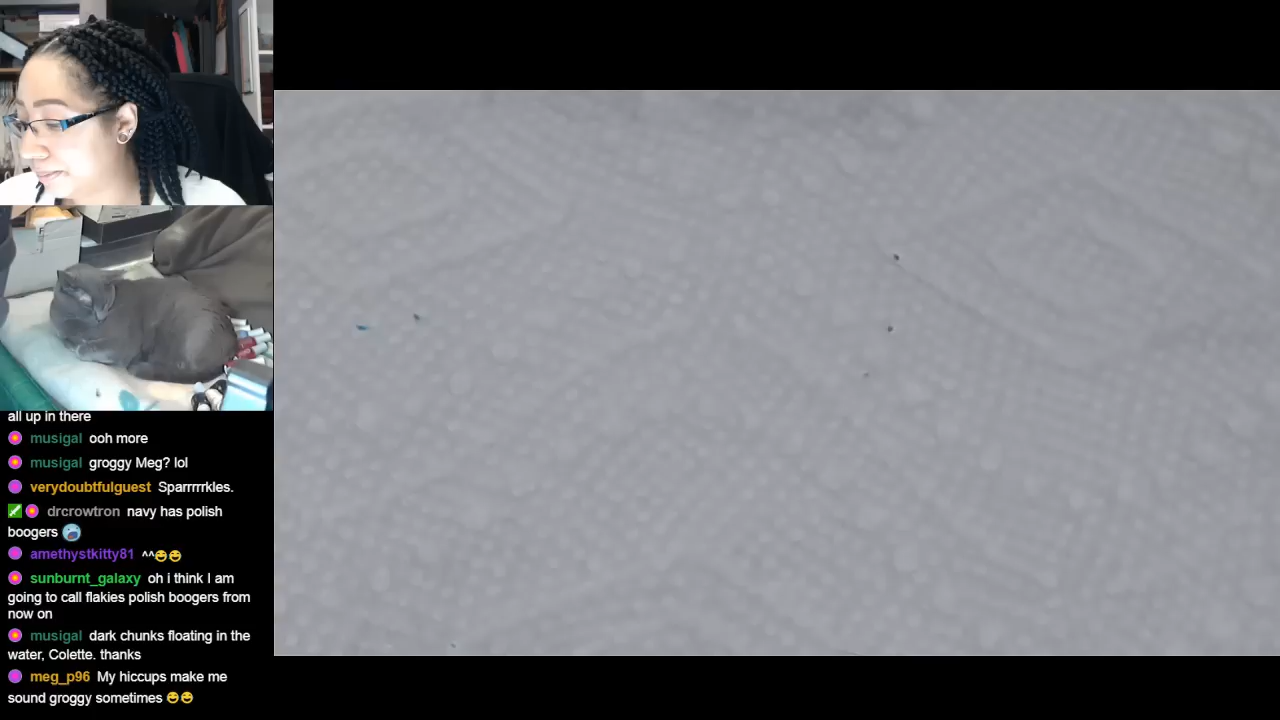 all up in there
musigal ooh more
musigal groggy Meg? lol
verydoubtfulguest Sparrrrrkles.
drcrowtron navy has polish
boogers
amethystkitty81 ^^
sunburnt_galaxy oh i think I am
going to call flakies polish boogers from
now on
musigal dark chunks floating in the
water, Colette. thanks
meg_p96 My hiccups make me
sound groggy sometimes